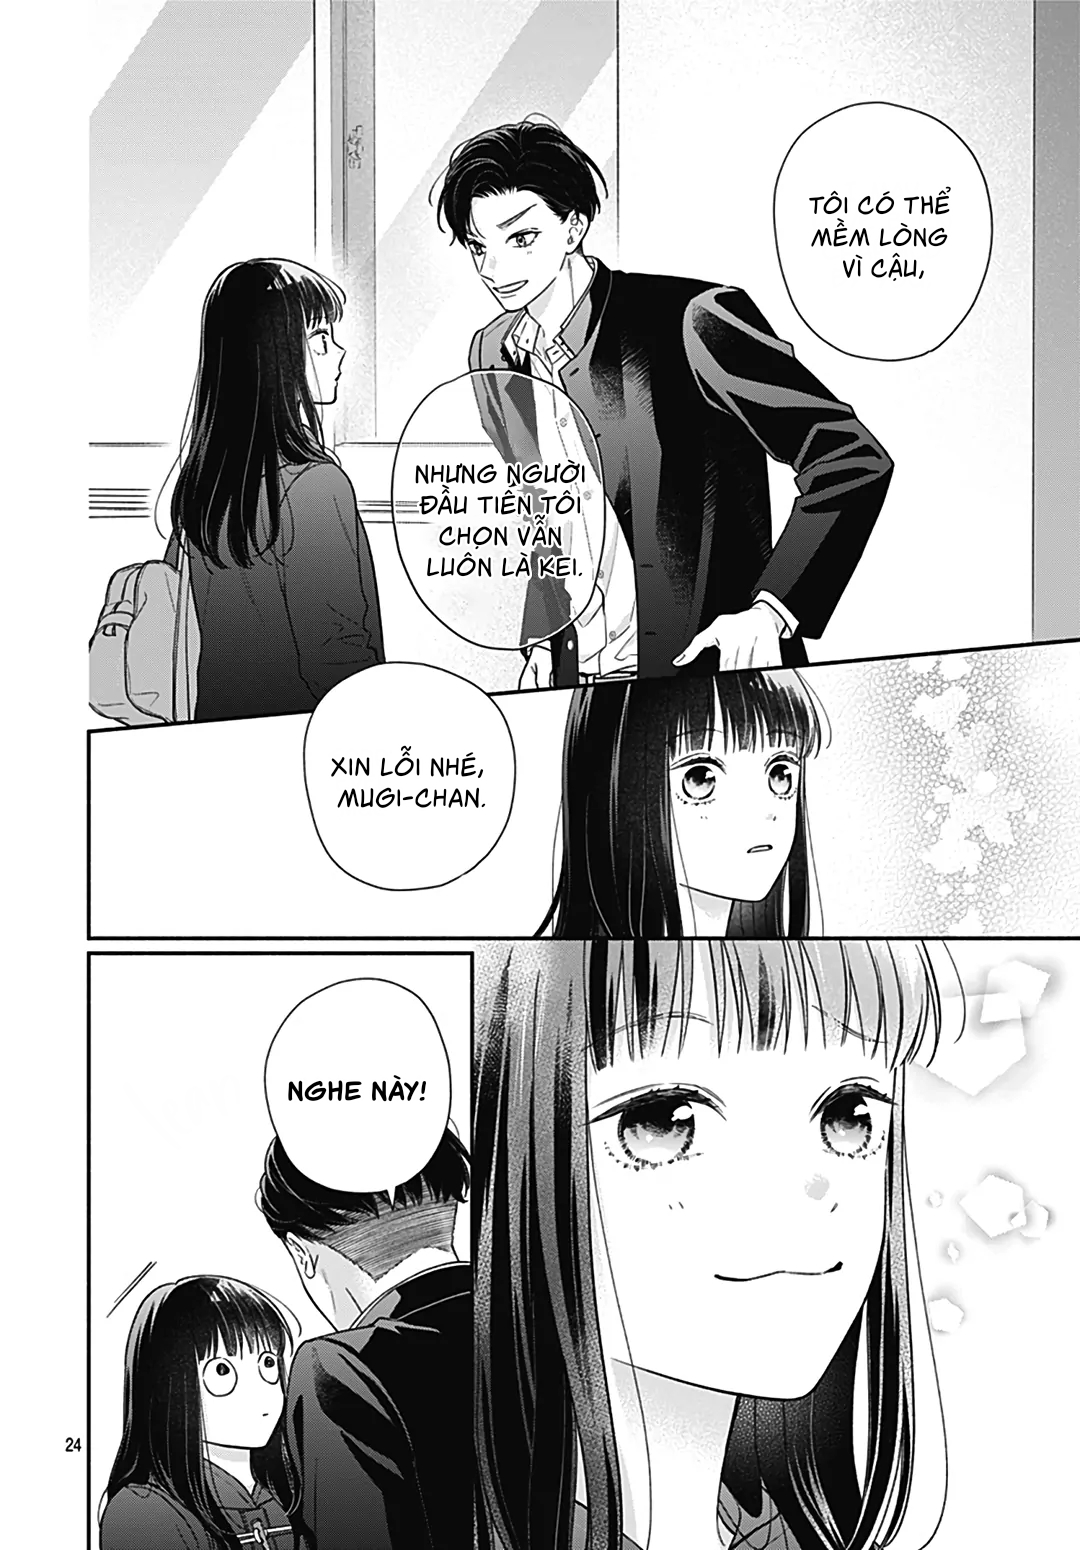 TÔI CÓ THỂ
MỀM LÒNG
VÌ CẬU,
NHƯNG NGƯỜI
ĐẦU TIÊN TÔI
CHỌN VẪN
LUÔN LÀ KEI.
XIN LỖI NHÉ,
MUGI-CHAN.
NGHE NÀY!
24